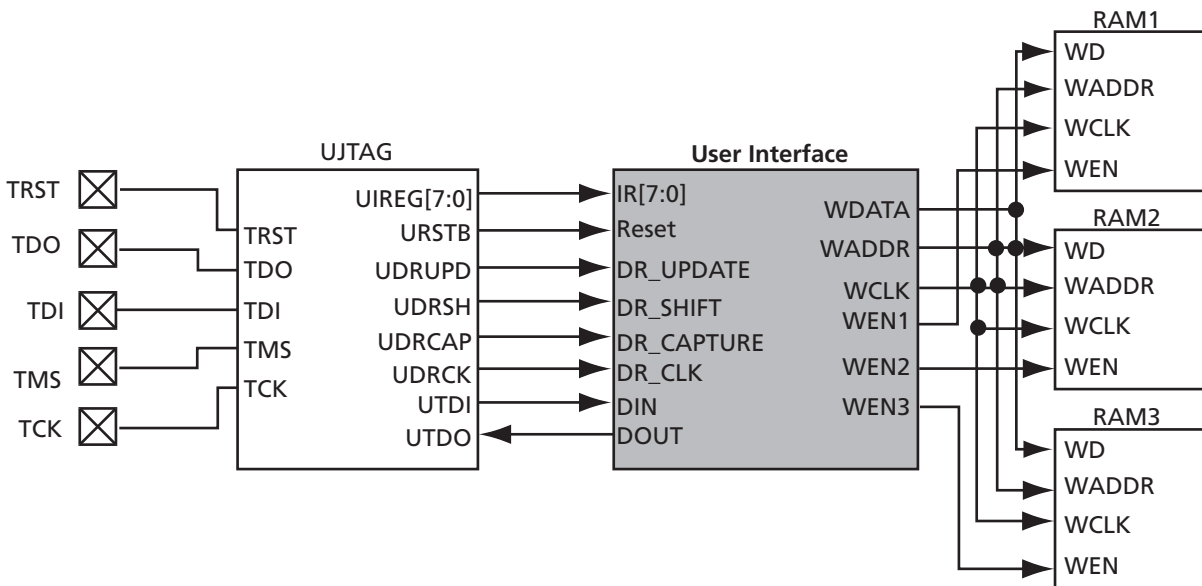 TRST
TDO
TDI
TMS
TCK
UJTAG
TRST
TDO
TDI
TMS
TCK
UIREG[7:0]
URSTB
UDRUPD
UDRSH
UDRCAP
UDRCK
UTDI
UTDO
User Interface
IR[7:0]
Reset
DR_UPDATE
DR_SHIFT
DR_CAPTURE
DR_CLK
DIN
DOUT
WDATA
WADDR
WCLK
WEN1
WEN2
WEN3
RAM1
WD
WADDR
WCLK
WEN
RAM2
WD
WADDR
WCLK
WEN
RAM3
WD
WADDR
WCLK
WEN